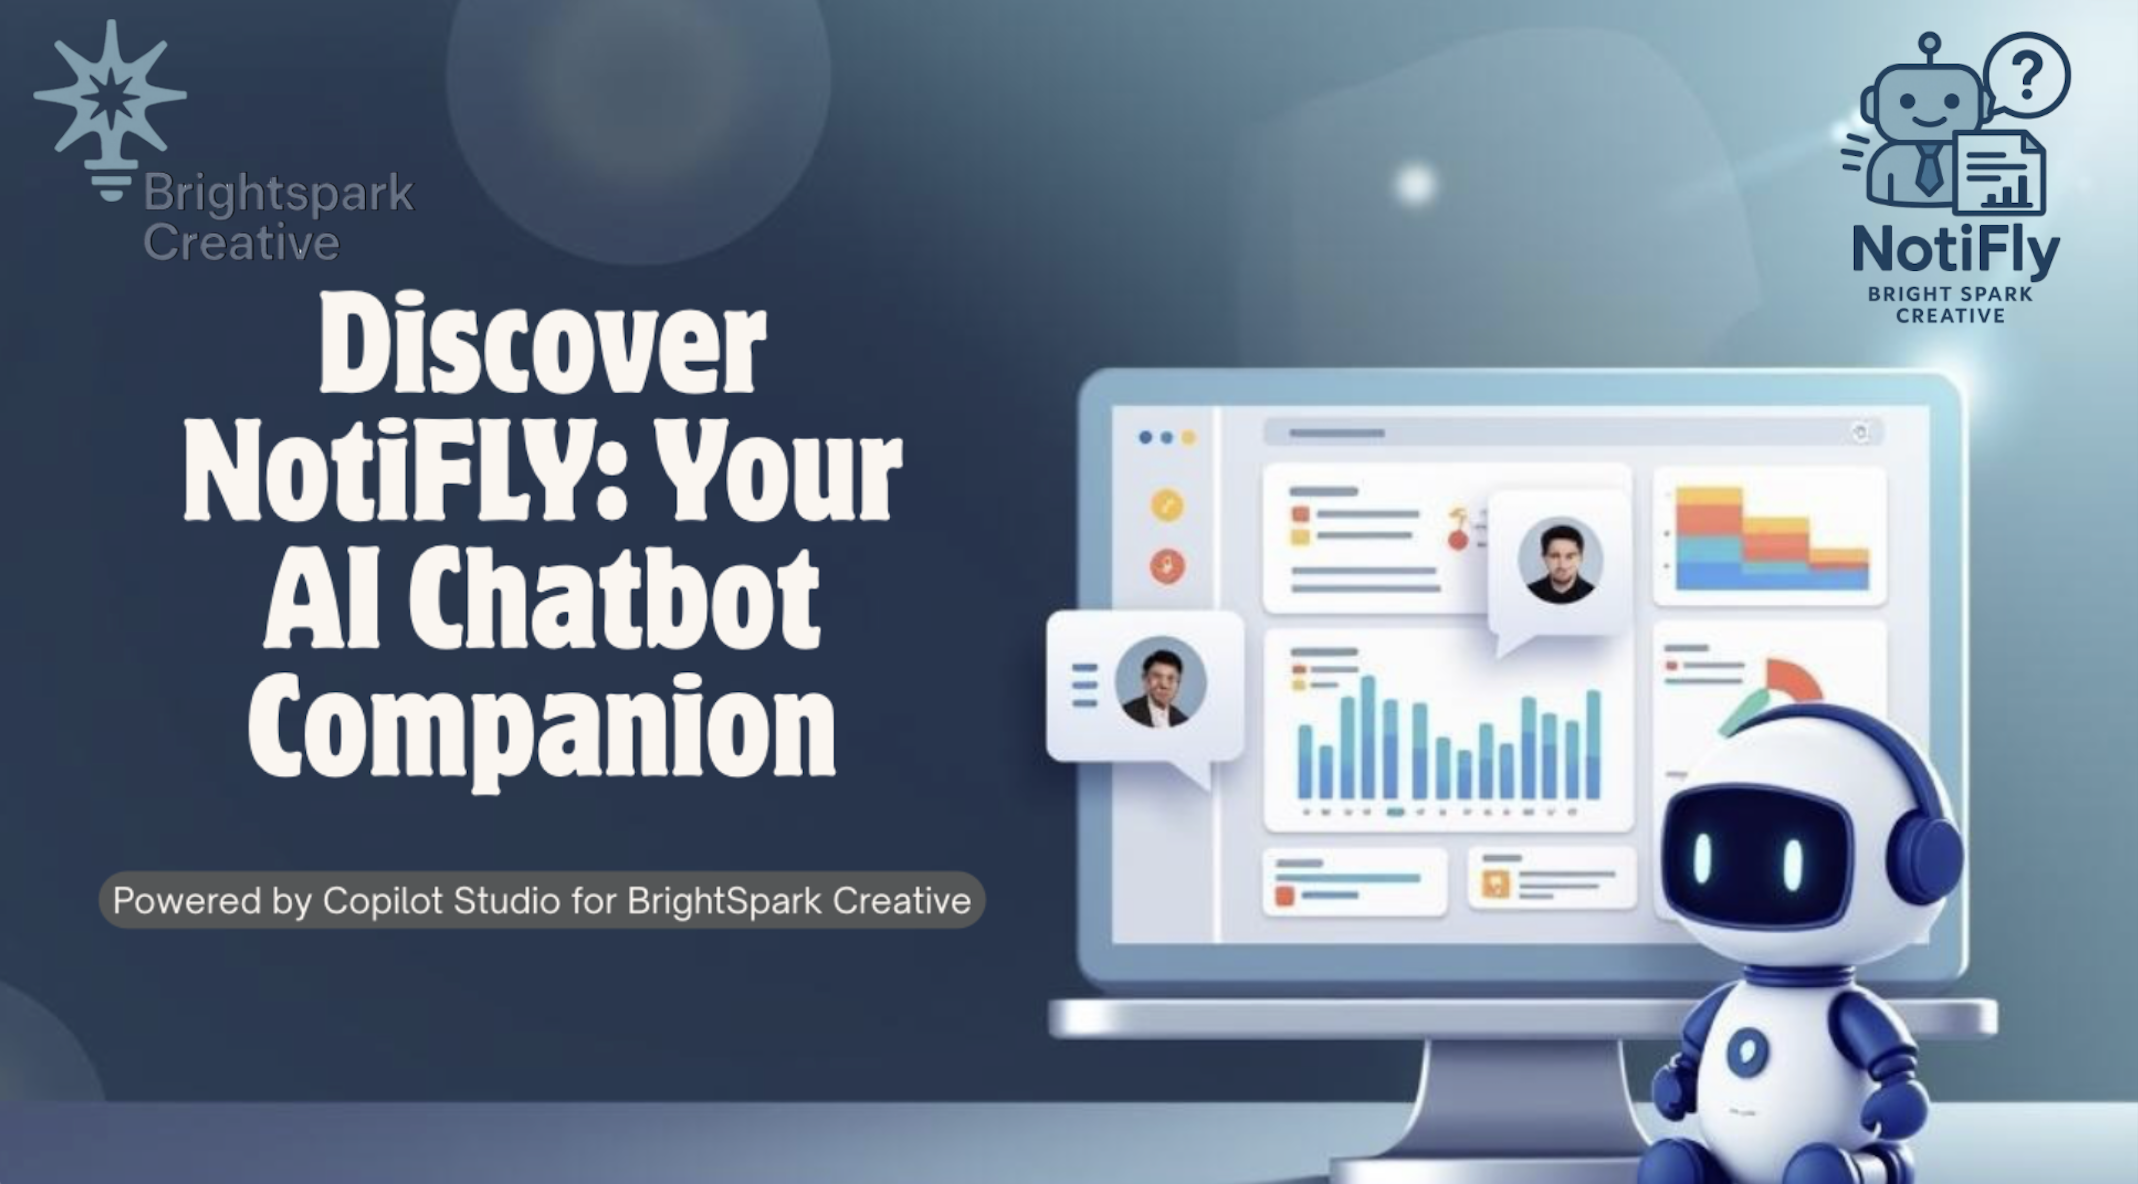 Brightspark
Creative
?
NotiFly
BRIGHT SPARK
CREATIVE
Discover
NotiFLY: Your
AI Chatbot
Companion
Powered by Copilot Studio for BrightSpark Creative